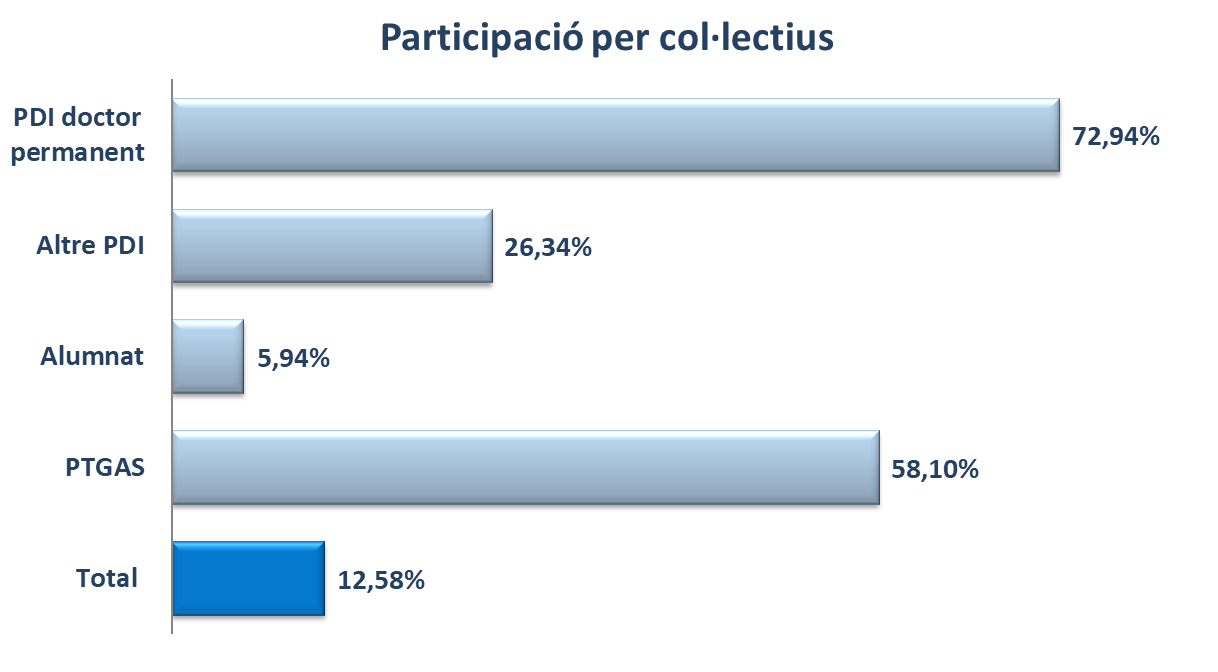 Participació per col·lectius
PDI doctor
permanent
72,94%
Altre PDI
26,34%
Alumnat
5,94%
PTGAS
58,10%
Total
12,58%